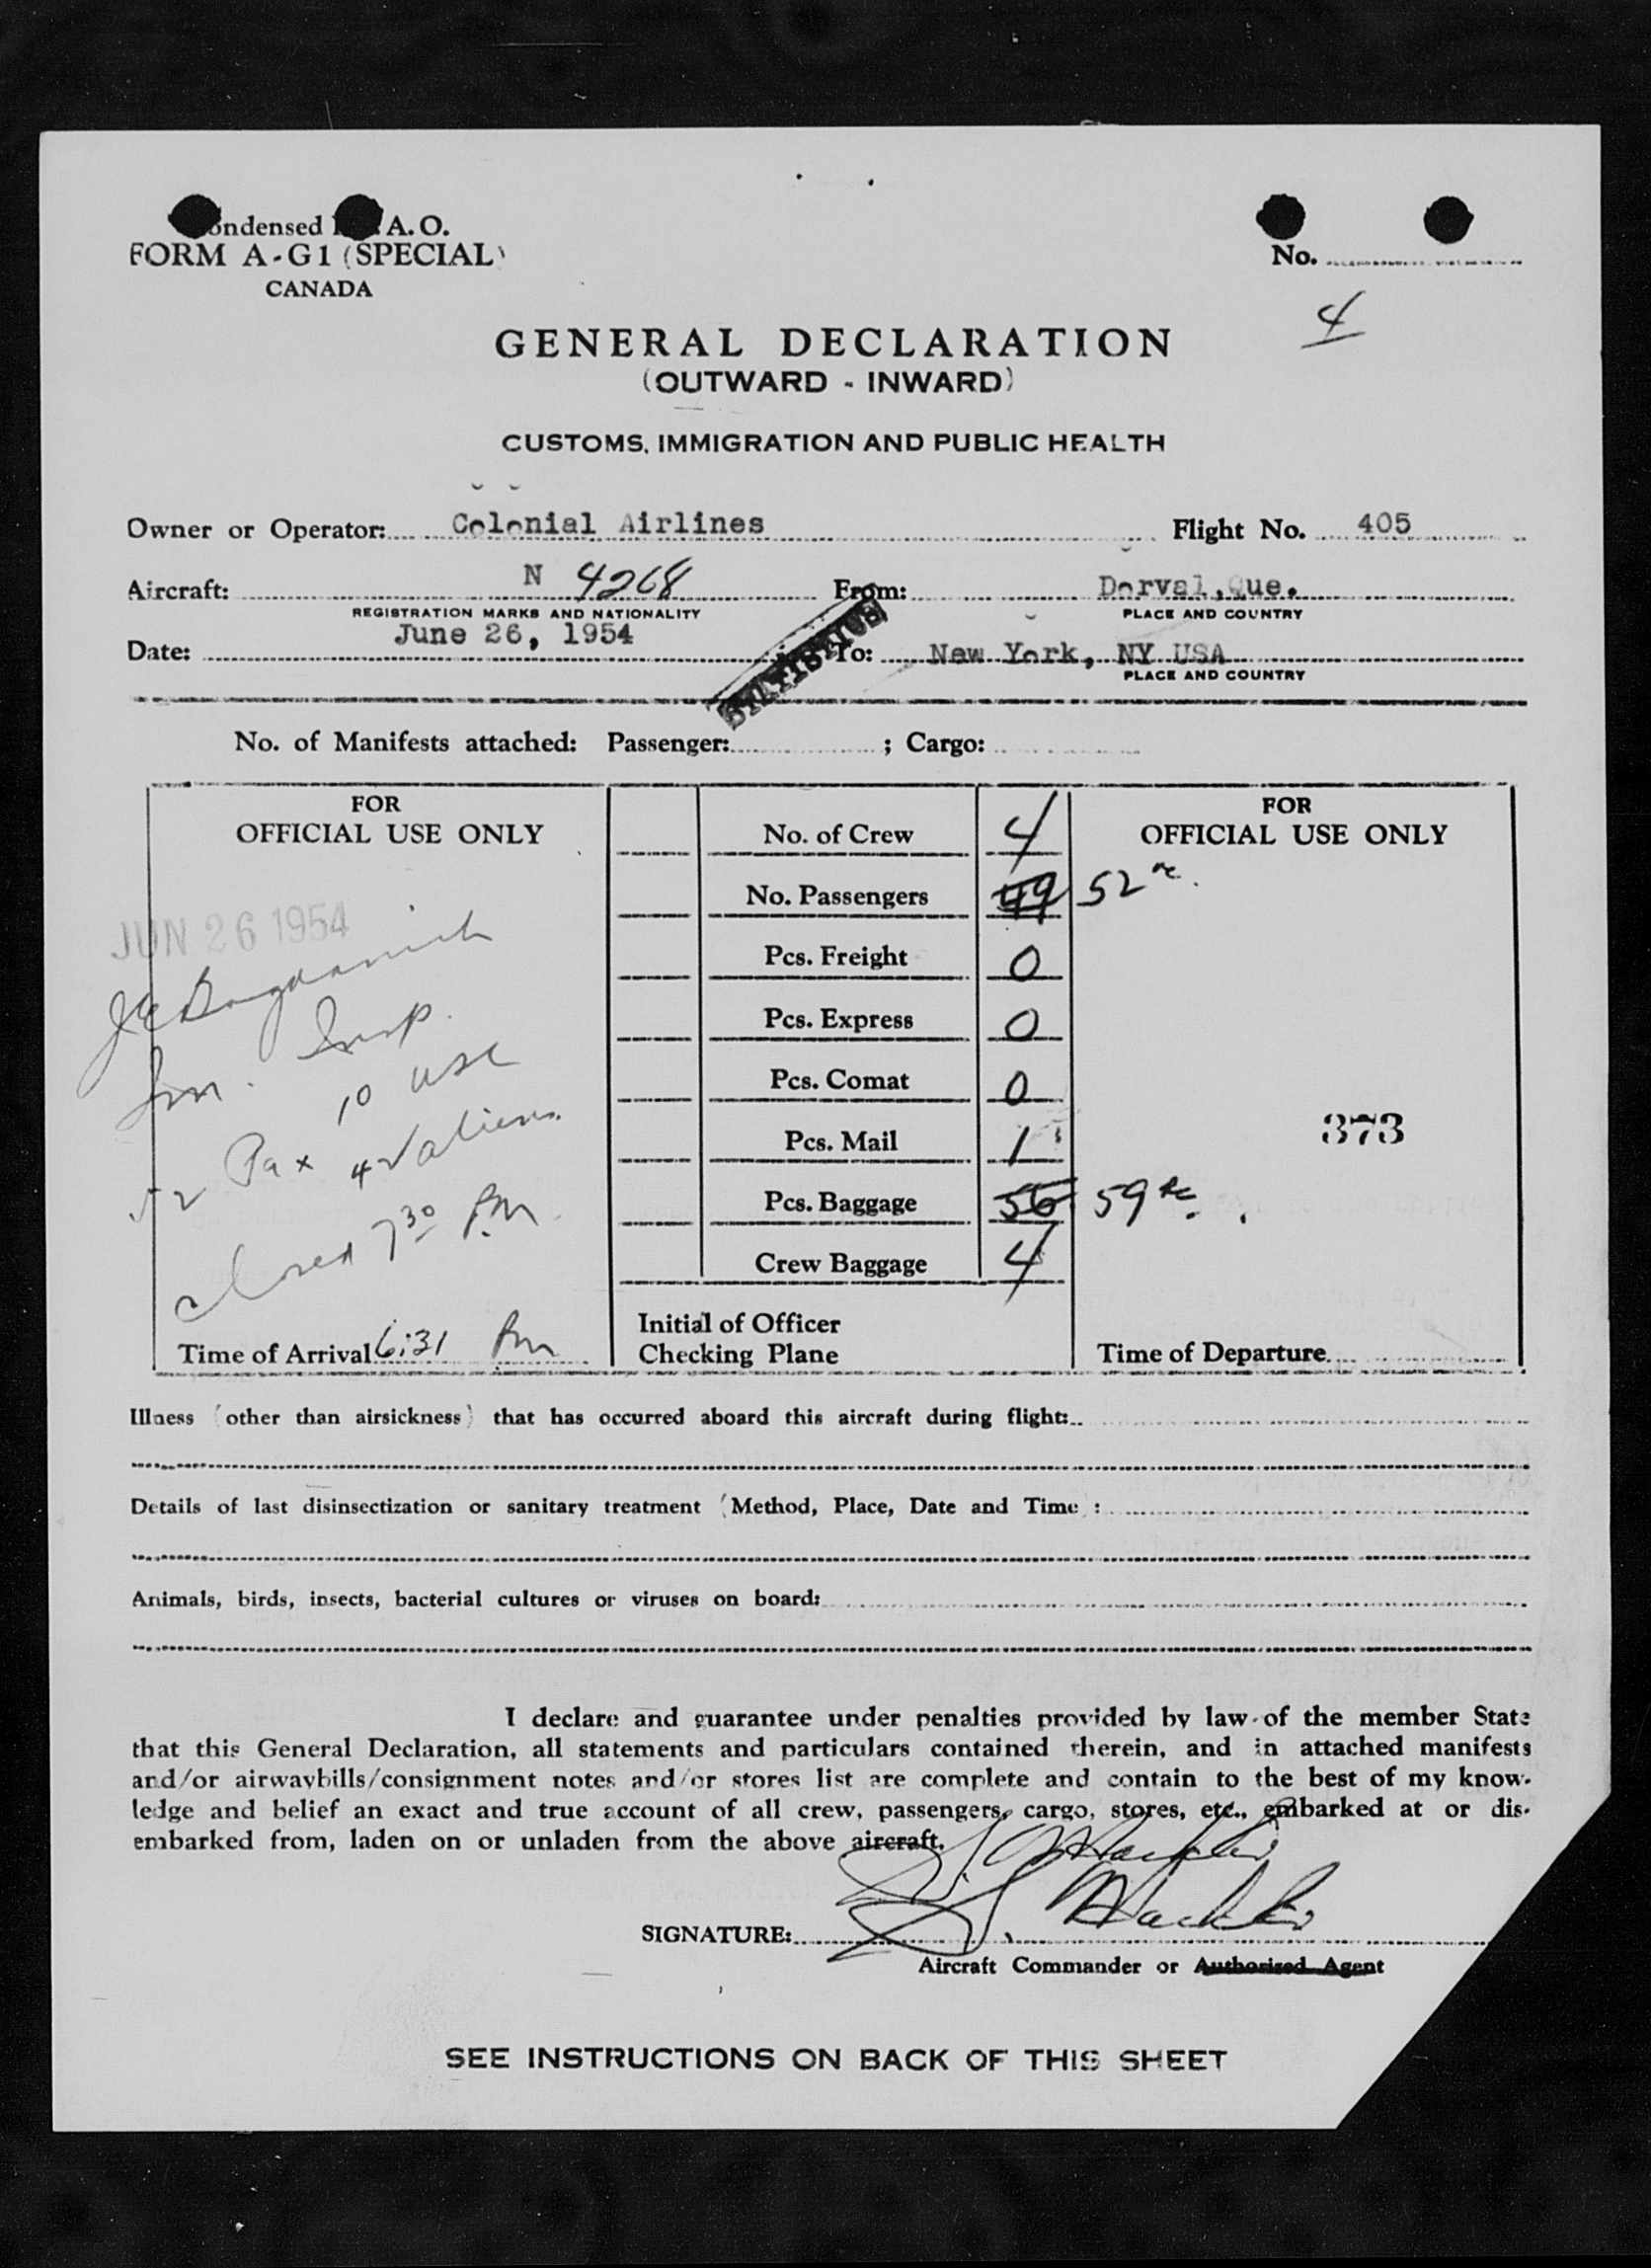 Condensed A. O.
FORM A-G1 (SPECIAL)
CANADA
No.
4
GENERAL DECLARATION
(OUTWARD - INWARD)
CUSTOMS, IMMIGRATION AND PUBLIC HEALTH
Owner or Operator: Colonial Airlines Flight No. 405
Aircraft: N 4268 From: Dorval, Que.
REGISTRATION MARKS AND NATIONALITY PLACE AND COUNTRY
Date: June 26, 1954 To: New York, NY USA
PLACE AND COUNTRY
STATISTICS
No. of Manifests attached: Passenger: ; Cargo:
FOR
OFFICIAL USE ONLY
JUN 26 1954
Im. Insp.
10 USC
52 Pax 42 aliens
closed 7 30 PM
Time of Arrival 6:31 Pm
No. of Crew 4
No. Passengers 49 52
Pcs. Freight 0
Pcs. Express 0
Pcs. Comat 0
Pcs. Mail 1
Pcs. Baggage 56 59
Crew Baggage 4
Initial of Officer
Checking Plane
FOR
OFFICIAL USE ONLY
373
Time of Departure
Illness (other than airsickness) that has occurred aboard this aircraft during flight:
Details of last disinsectization or sanitary treatment (Method, Place, Date and Time) :
Animals, birds, insects, bacterial cultures or viruses on board:
I declare and guarantee under penalties provided by law of the member State
that this General Declaration, all statements and particulars contained therein, and in attached manifests
and/or airwaybills/consignment notes and/or stores list are complete and contain to the best of my know-
ledge and belief an exact and true account of all crew, passengers, cargo, stores, etc., embarked at or dis-
embarked from, laden on or unladen from the above aircraft.
SIGNATURE:
Aircraft Commander or Authorised Agent
SEE INSTRUCTIONS ON BACK OF THIS SHEET